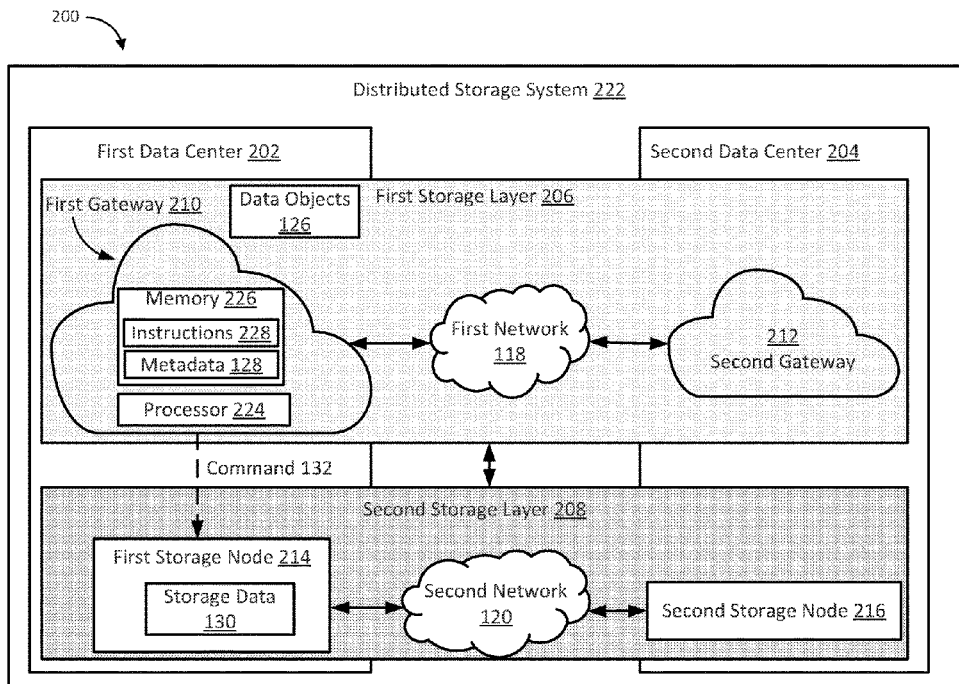 200
Distributed Storage System 222
First Data Center 202
Second Data Center 204
First Gateway 210
Data Objects
126
First Storage Layer 206
Memory 226
Instructions 228
Metadata 128
Processor 224
First Network
118
212
Second Gateway
Command 132
Second Storage Layer 208
First Storage Node 214
Storage Data
130
Second Network
120
Second Storage Node 216